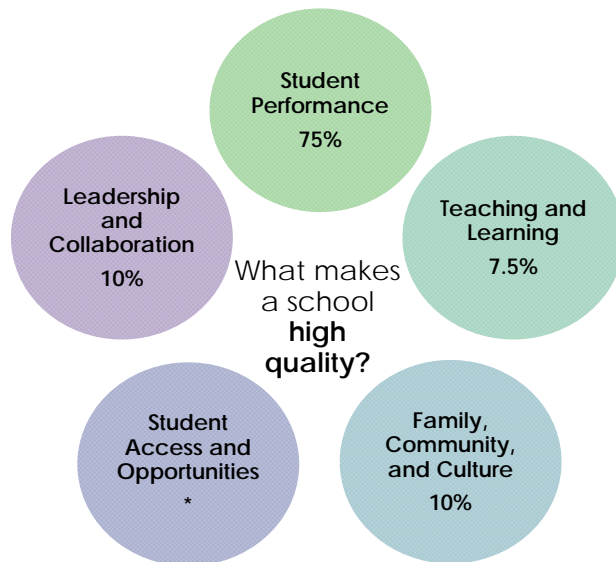 Student
Performance
75%
Leadership
and
Collaboration
10%
Teaching and
Learning
7.5%
What makes
a school
high
quality?
Student
Access and
Opportunities
*
Family,
Community,
and Culture
10%